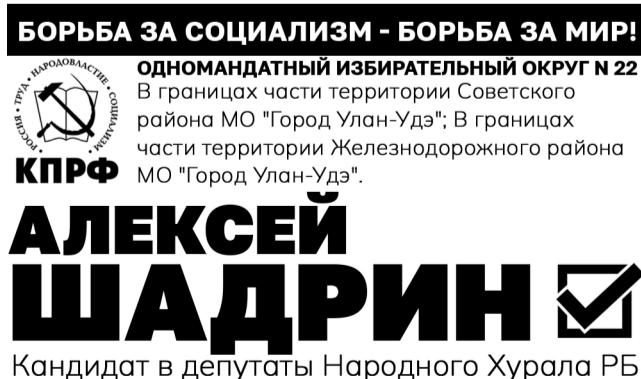 БОРЬБА ЗА СОЦИАЛИЗМ - БОРЬБА ЗА МИР!
РОССИЯ • ТРУД • НАРОДОВЛАСТИЕ • СОЦИАЛИЗМ
КПРФ
ОДНОМАНДАТНЫЙ ИЗБИРАТЕЛЬНЫЙ ОКРУГ N 22
В границах части территории Советского
района МО "Город Улан-Удэ"; В границах
части территории Железнодорожного района
МО "Город Улан-Удэ".
АЛЕКСЕЙ
ШАДРИН
Кандидат в депутаты Народного Хурала РБ